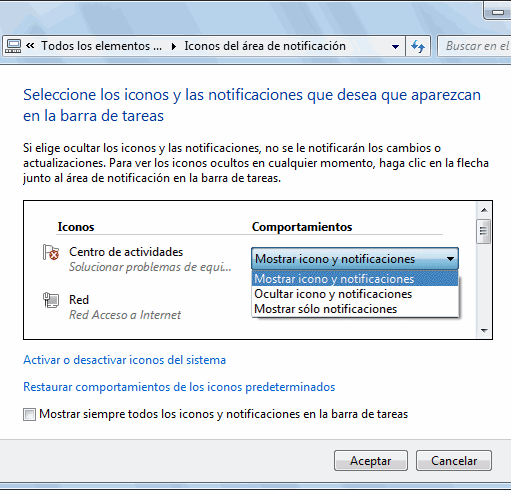 « Todos los elementos ... Iconos del área de notificación Buscar en el
Seleccione los iconos y las notificaciones que desea que aparezcan
en la barra de tareas
Si elige ocultar los iconos y las notificaciones, no se le notificarán los cambios o
actualizaciones. Para ver los iconos ocultos en cualquier momento, haga clic en la flecha
junto al área de notificación en la barra de tareas.
Iconos Comportamientos
Centro de actividades Mostrar icono y notificaciones
Solucionar problemas de equi...
Mostrar icono y notificaciones
Ocultar icono y notificaciones
Mostrar sólo notificaciones
Red
Red Acceso a Internet
Activar o desactivar iconos del sistema
Restaurar comportamientos de los iconos predeterminados
Mostrar siempre todos los iconos y notificaciones en la barra de tareas
Aceptar Cancelar